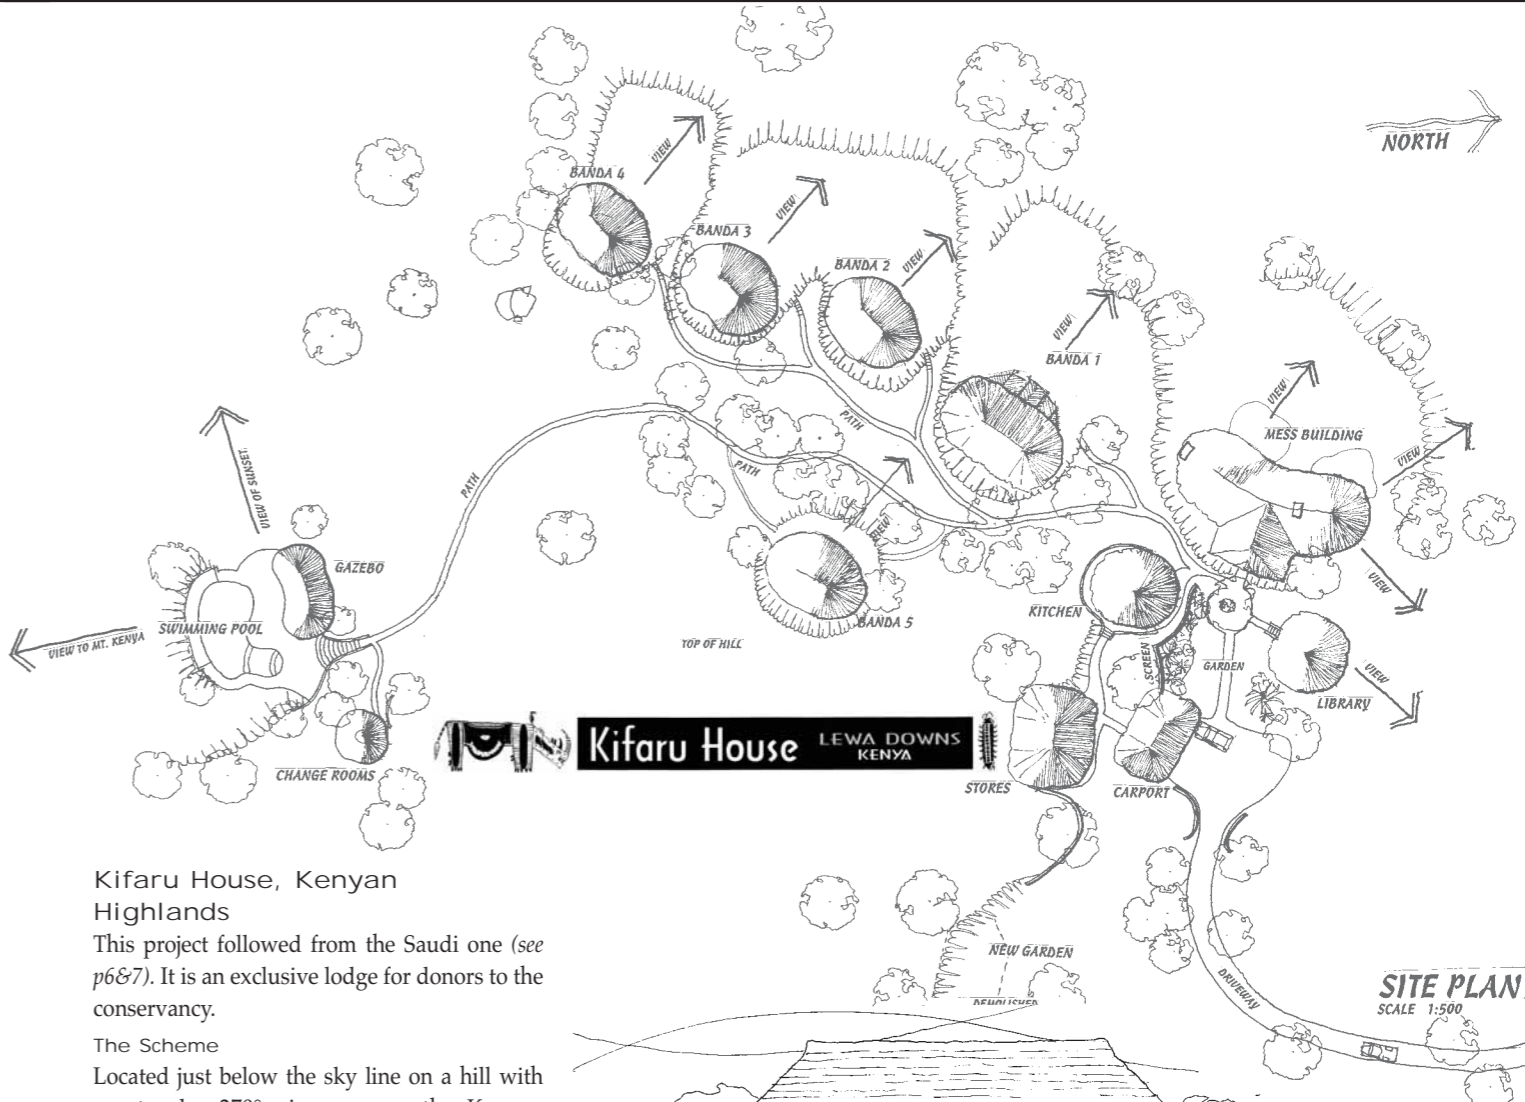 NORTH
BANDA 4
VIEW
BANDA 3
VIEW
BANDA 2
VIEW
BANDA 1
VIEW
VIEW
MESS BUILDING
VIEW
VIEW
PATH
PATH
PATH
VIEW
VIEW OF SUNSET
GAZEBO
SWIMMING POOL
VIEW TO MT. KENYA
CHANGE ROOMS
TOP OF HILL
BANDA 5
KITCHEN
SCREEN
GARDEN
LIBRARY
VIEW
STORES
CARPORT
Kifaru House LEWA DOWNS
KENYA
NEW GARDEN
DEMOLISHED
DRIVEWAY
SITE PLAN
SCALE 1:500
Kifaru House, Kenyan
Highlands
This project followed from the Saudi one (see
p6&7). It is an exclusive lodge for donors to the
conservancy.
The Scheme
Located just below the sky line on a hill with